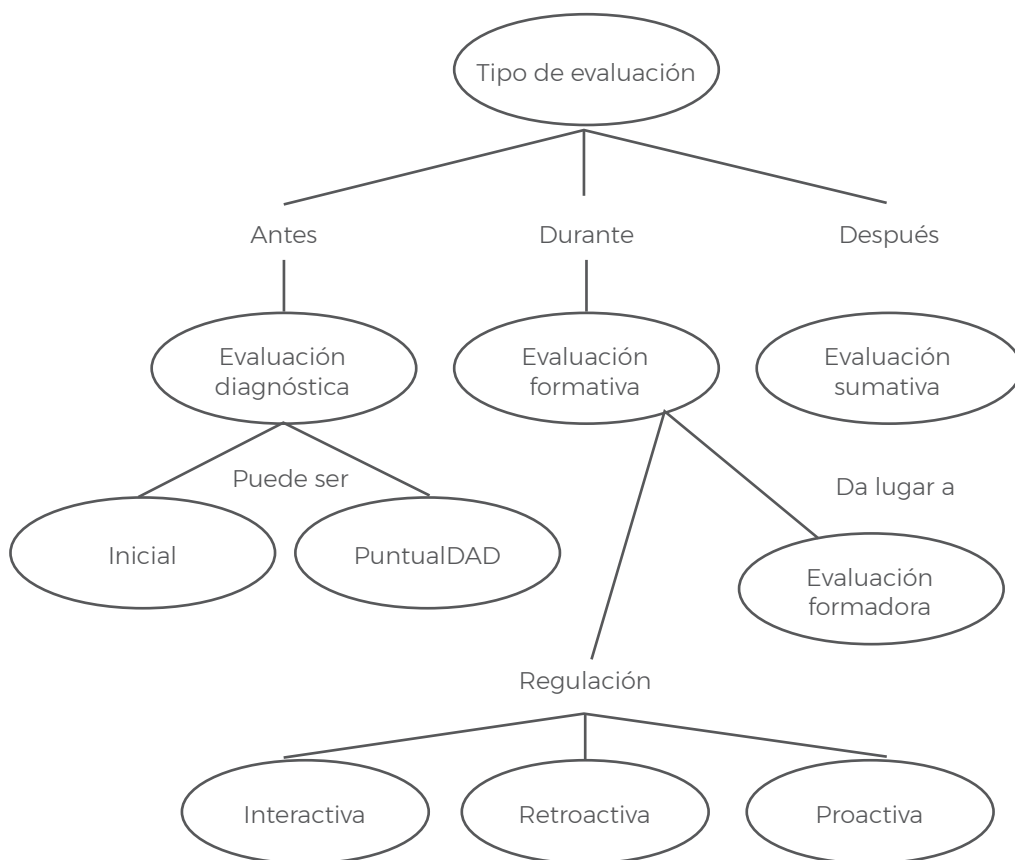 Tipo de evaluación
Antes
Durante
Después
Evaluación
diagnóstica
Evaluación
formativa
Evaluación
sumativa
Puede ser
Da lugar a
Inicial
PuntualDAD
Evaluación
formadora
Regulación
Interactiva
Retroactiva
Proactiva